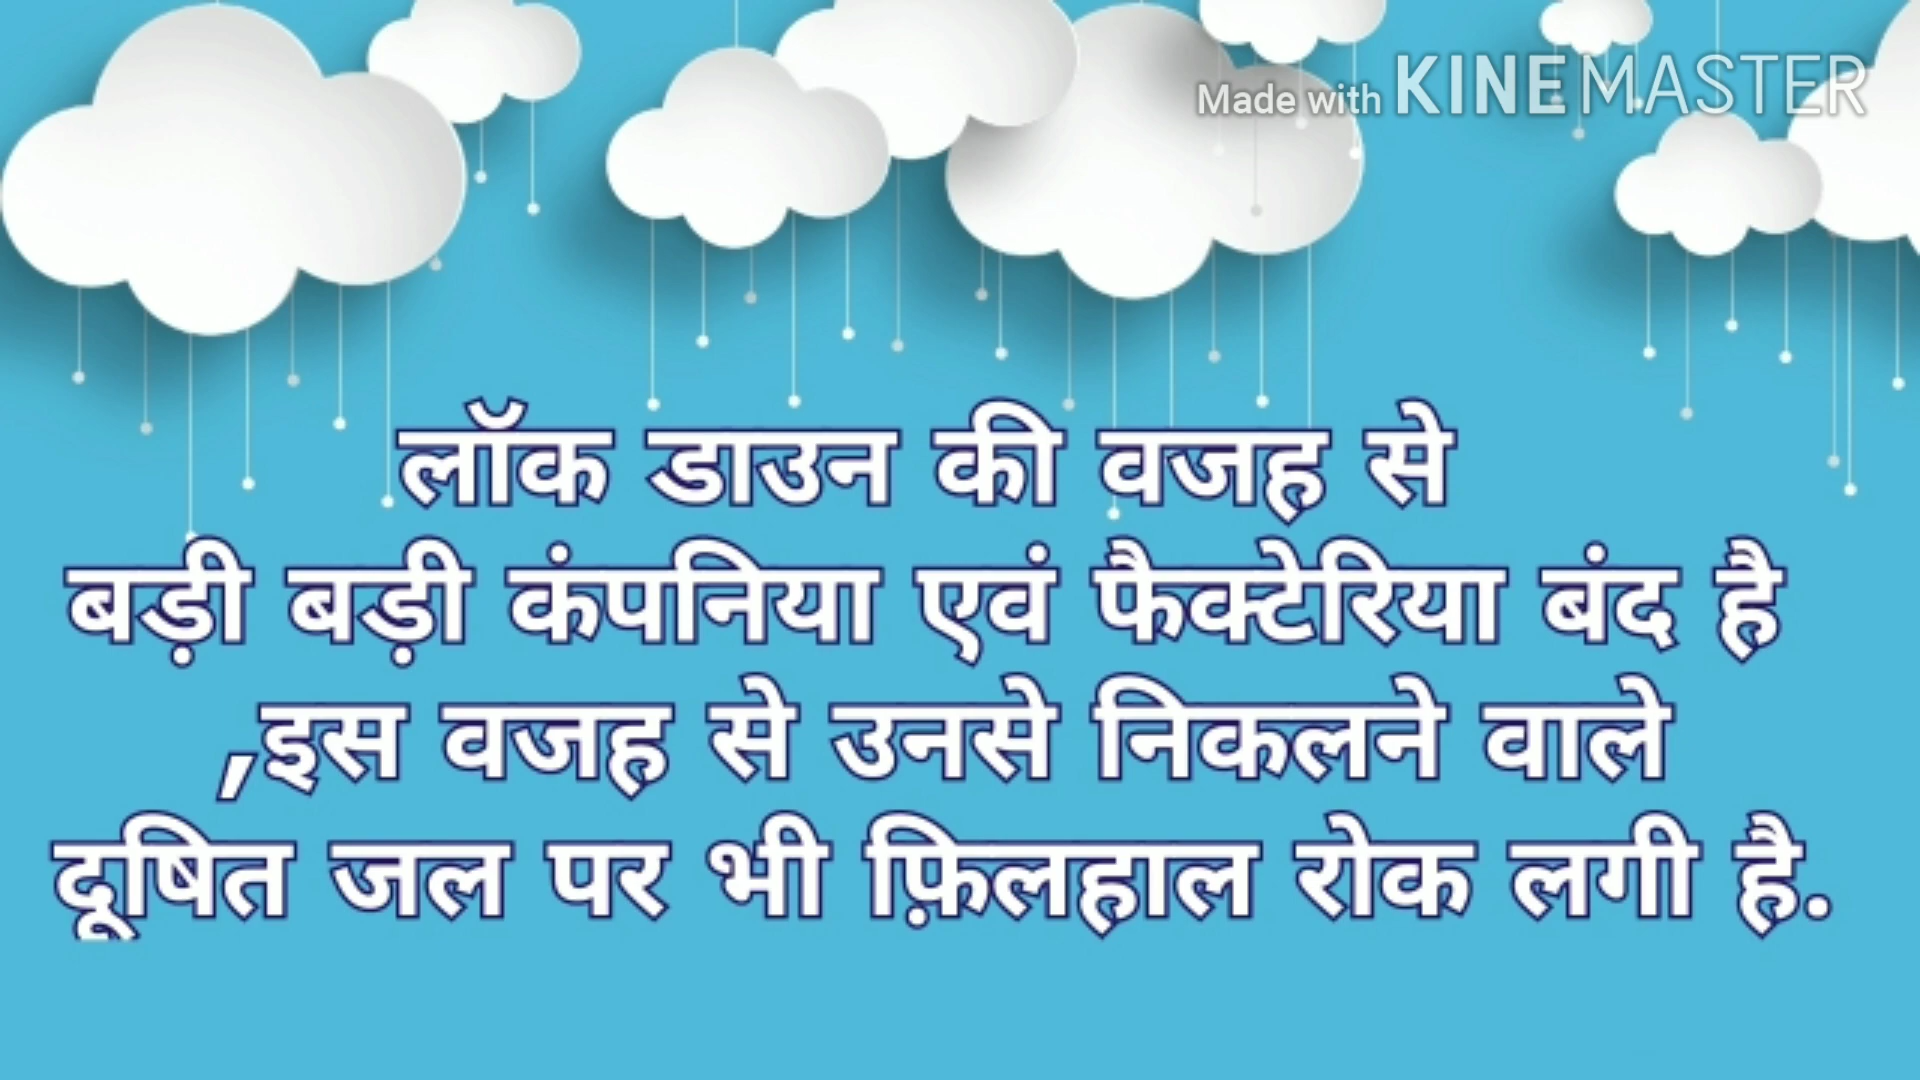 Made with KINEMASTER
लॉक डाउन की वजह से
बड़ी बड़ी कंपनिया एवं फैक्टेरिया बंद है
,इस वजह से उनसे निकलने वाले
दूषित जल पर भी फ़िलहाल रोक लगी है.